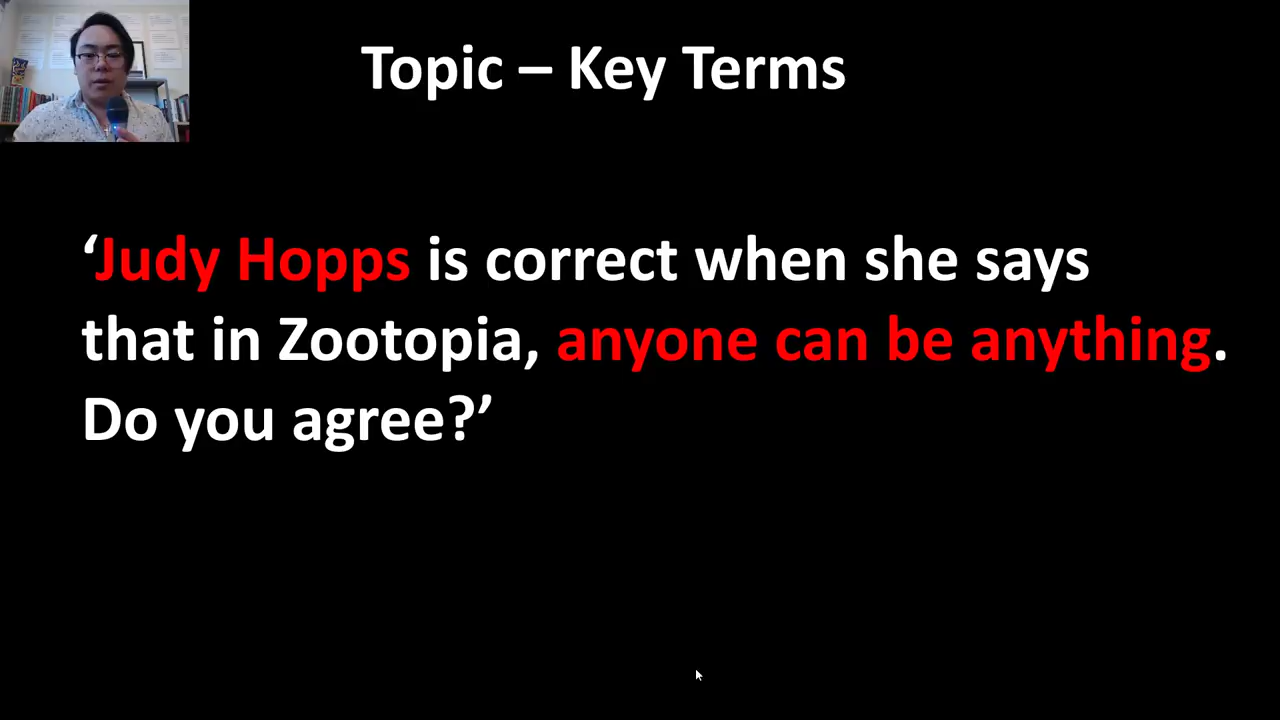 Topic – Key Terms
‘Judy Hopps is correct when she says
that in Zootopia, anyone can be anything.
Do you agree?’